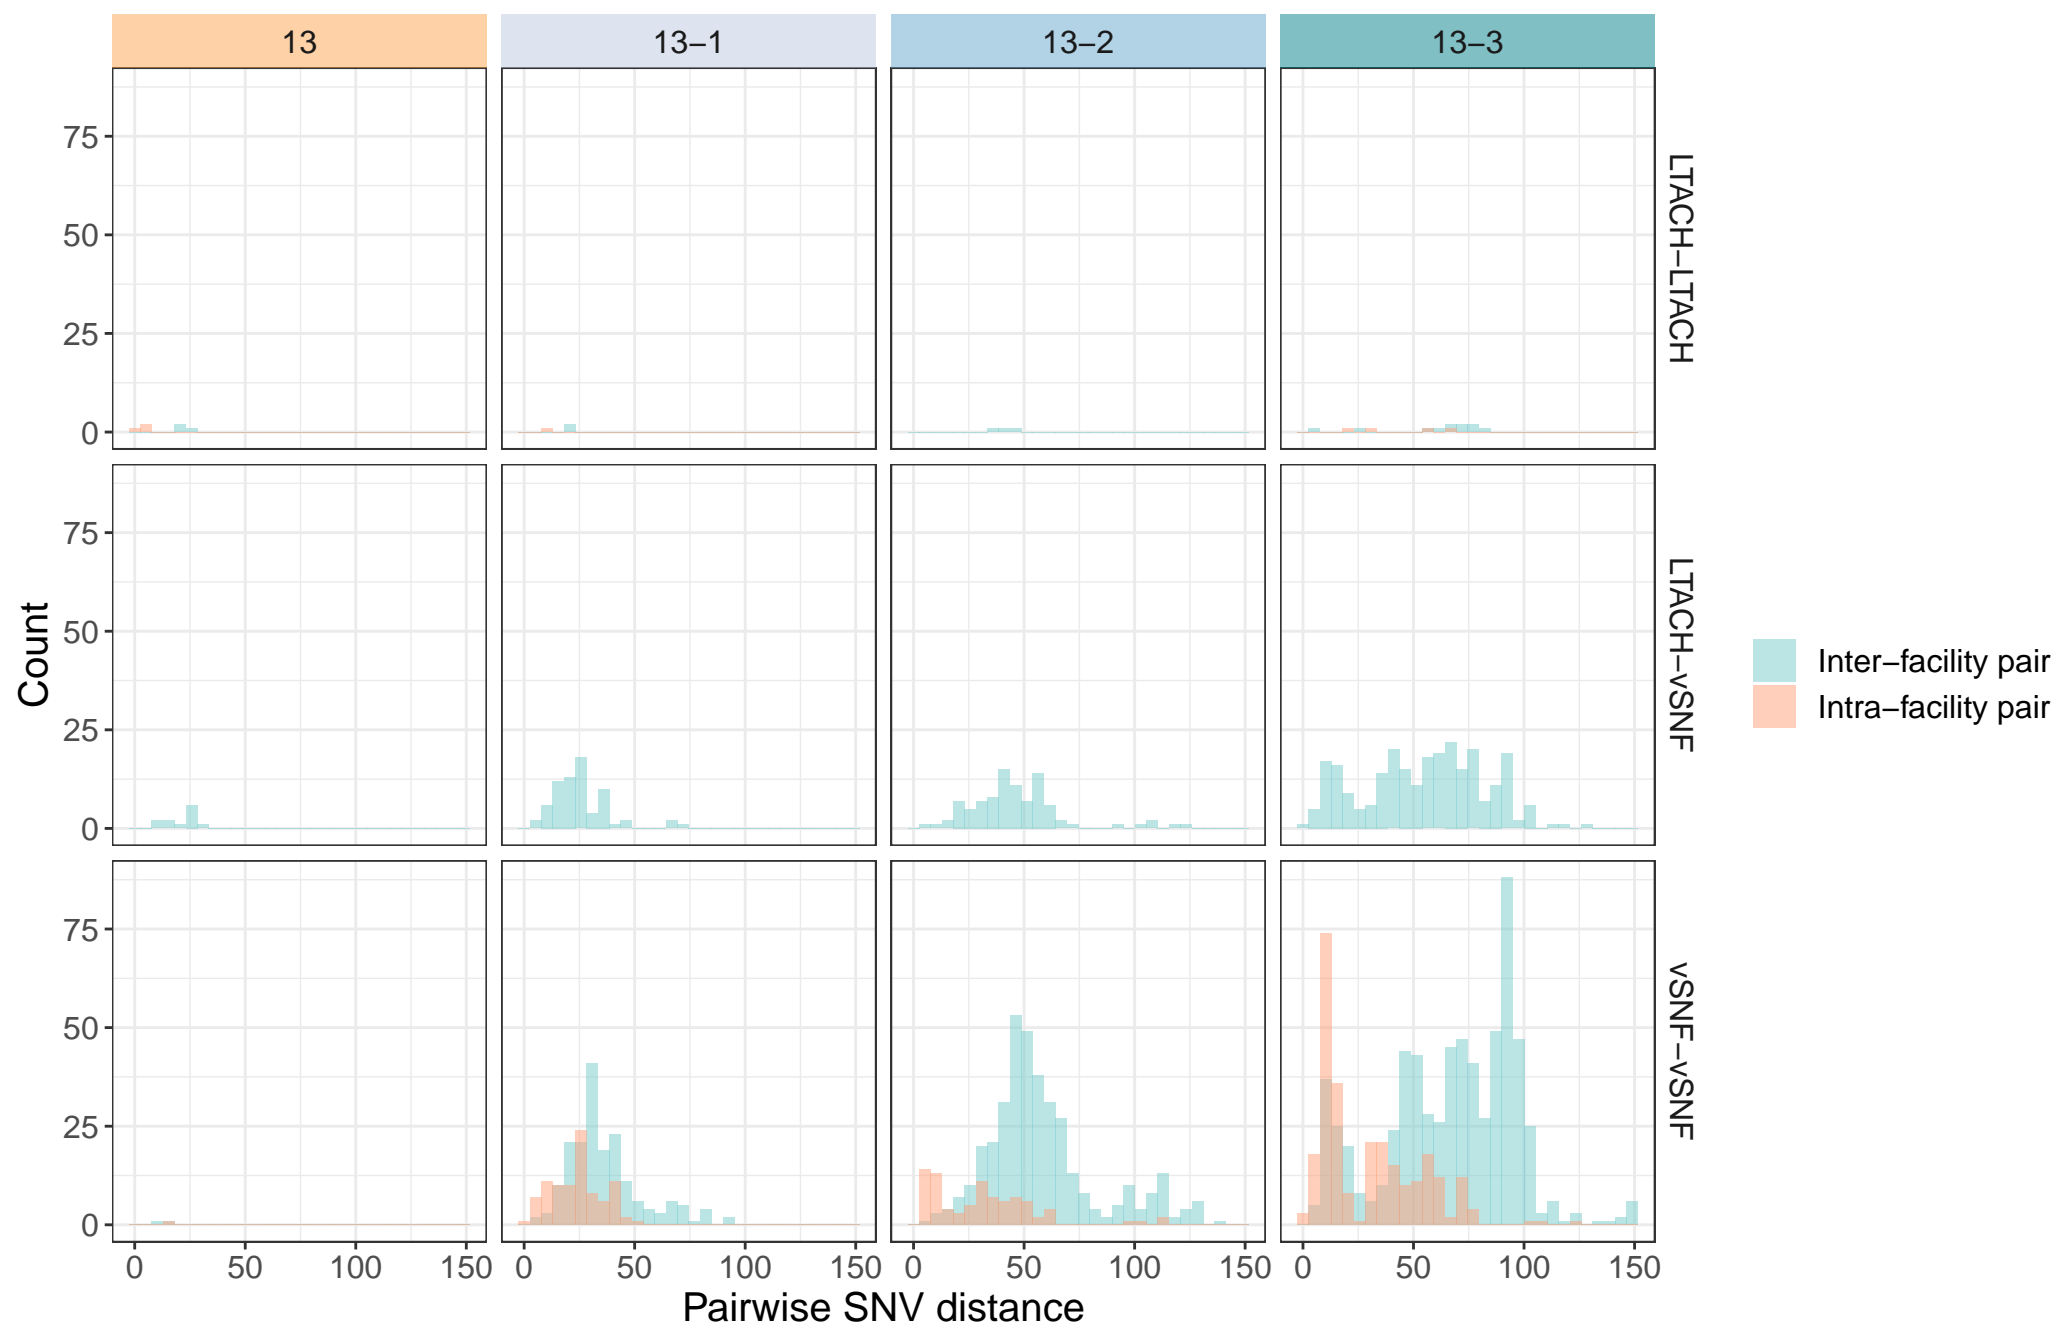 13 13−1 13−2 13−3
75
50
25
0
LTACH−LTACH
75
50
25
0
LTACH−vSNF
75
50
25
0
vSNF−vSNF
0 50 100 150 0 50 100 150 0 50 100 150 0 50 100 150
Pairwise SNV distance
Count
Inter−facility pair
Intra−facility pair